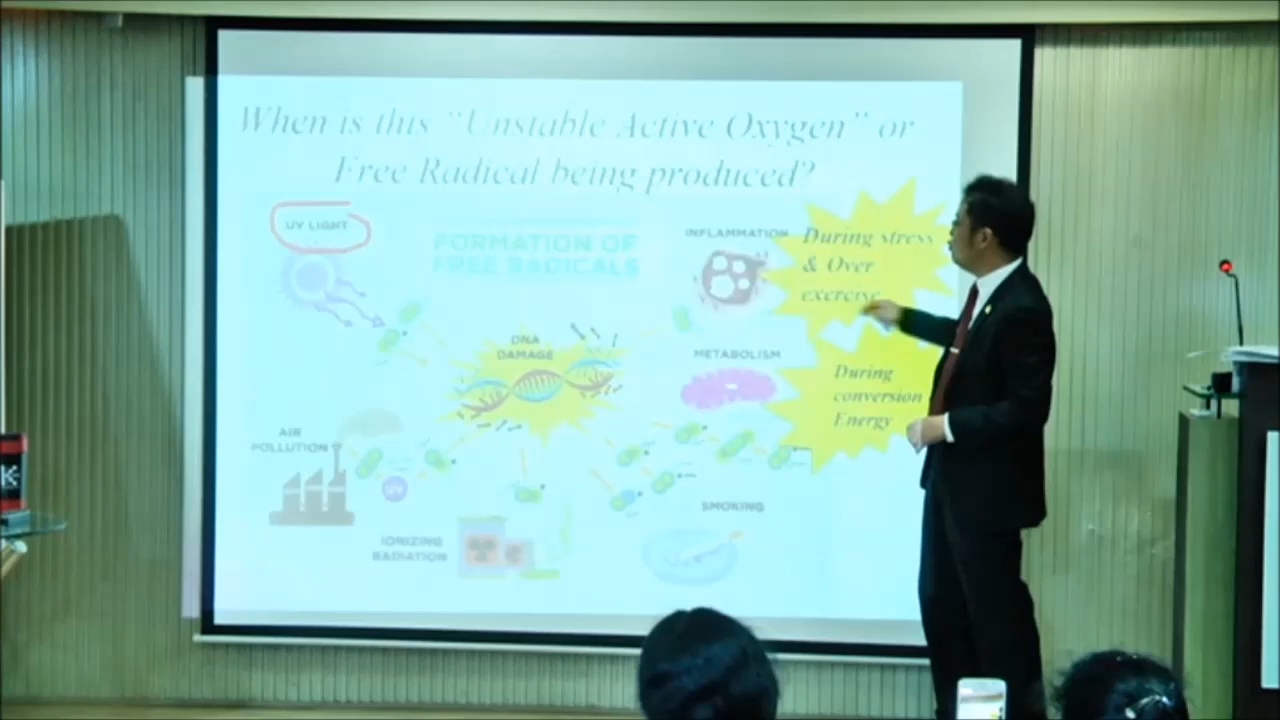 When is this "Unstable Active Oxygen" or
Free Radical being produced?
UV LIGHT
FORMATION OF
FREE RADICALS
INFLAMMATION
During stress
& Over
exercise
DNA
DAMAGE
METABOLISM
During
conversion
Energy
AIR
POLLUTION
UV
SMOKING
IONIZING
RADIATION
K